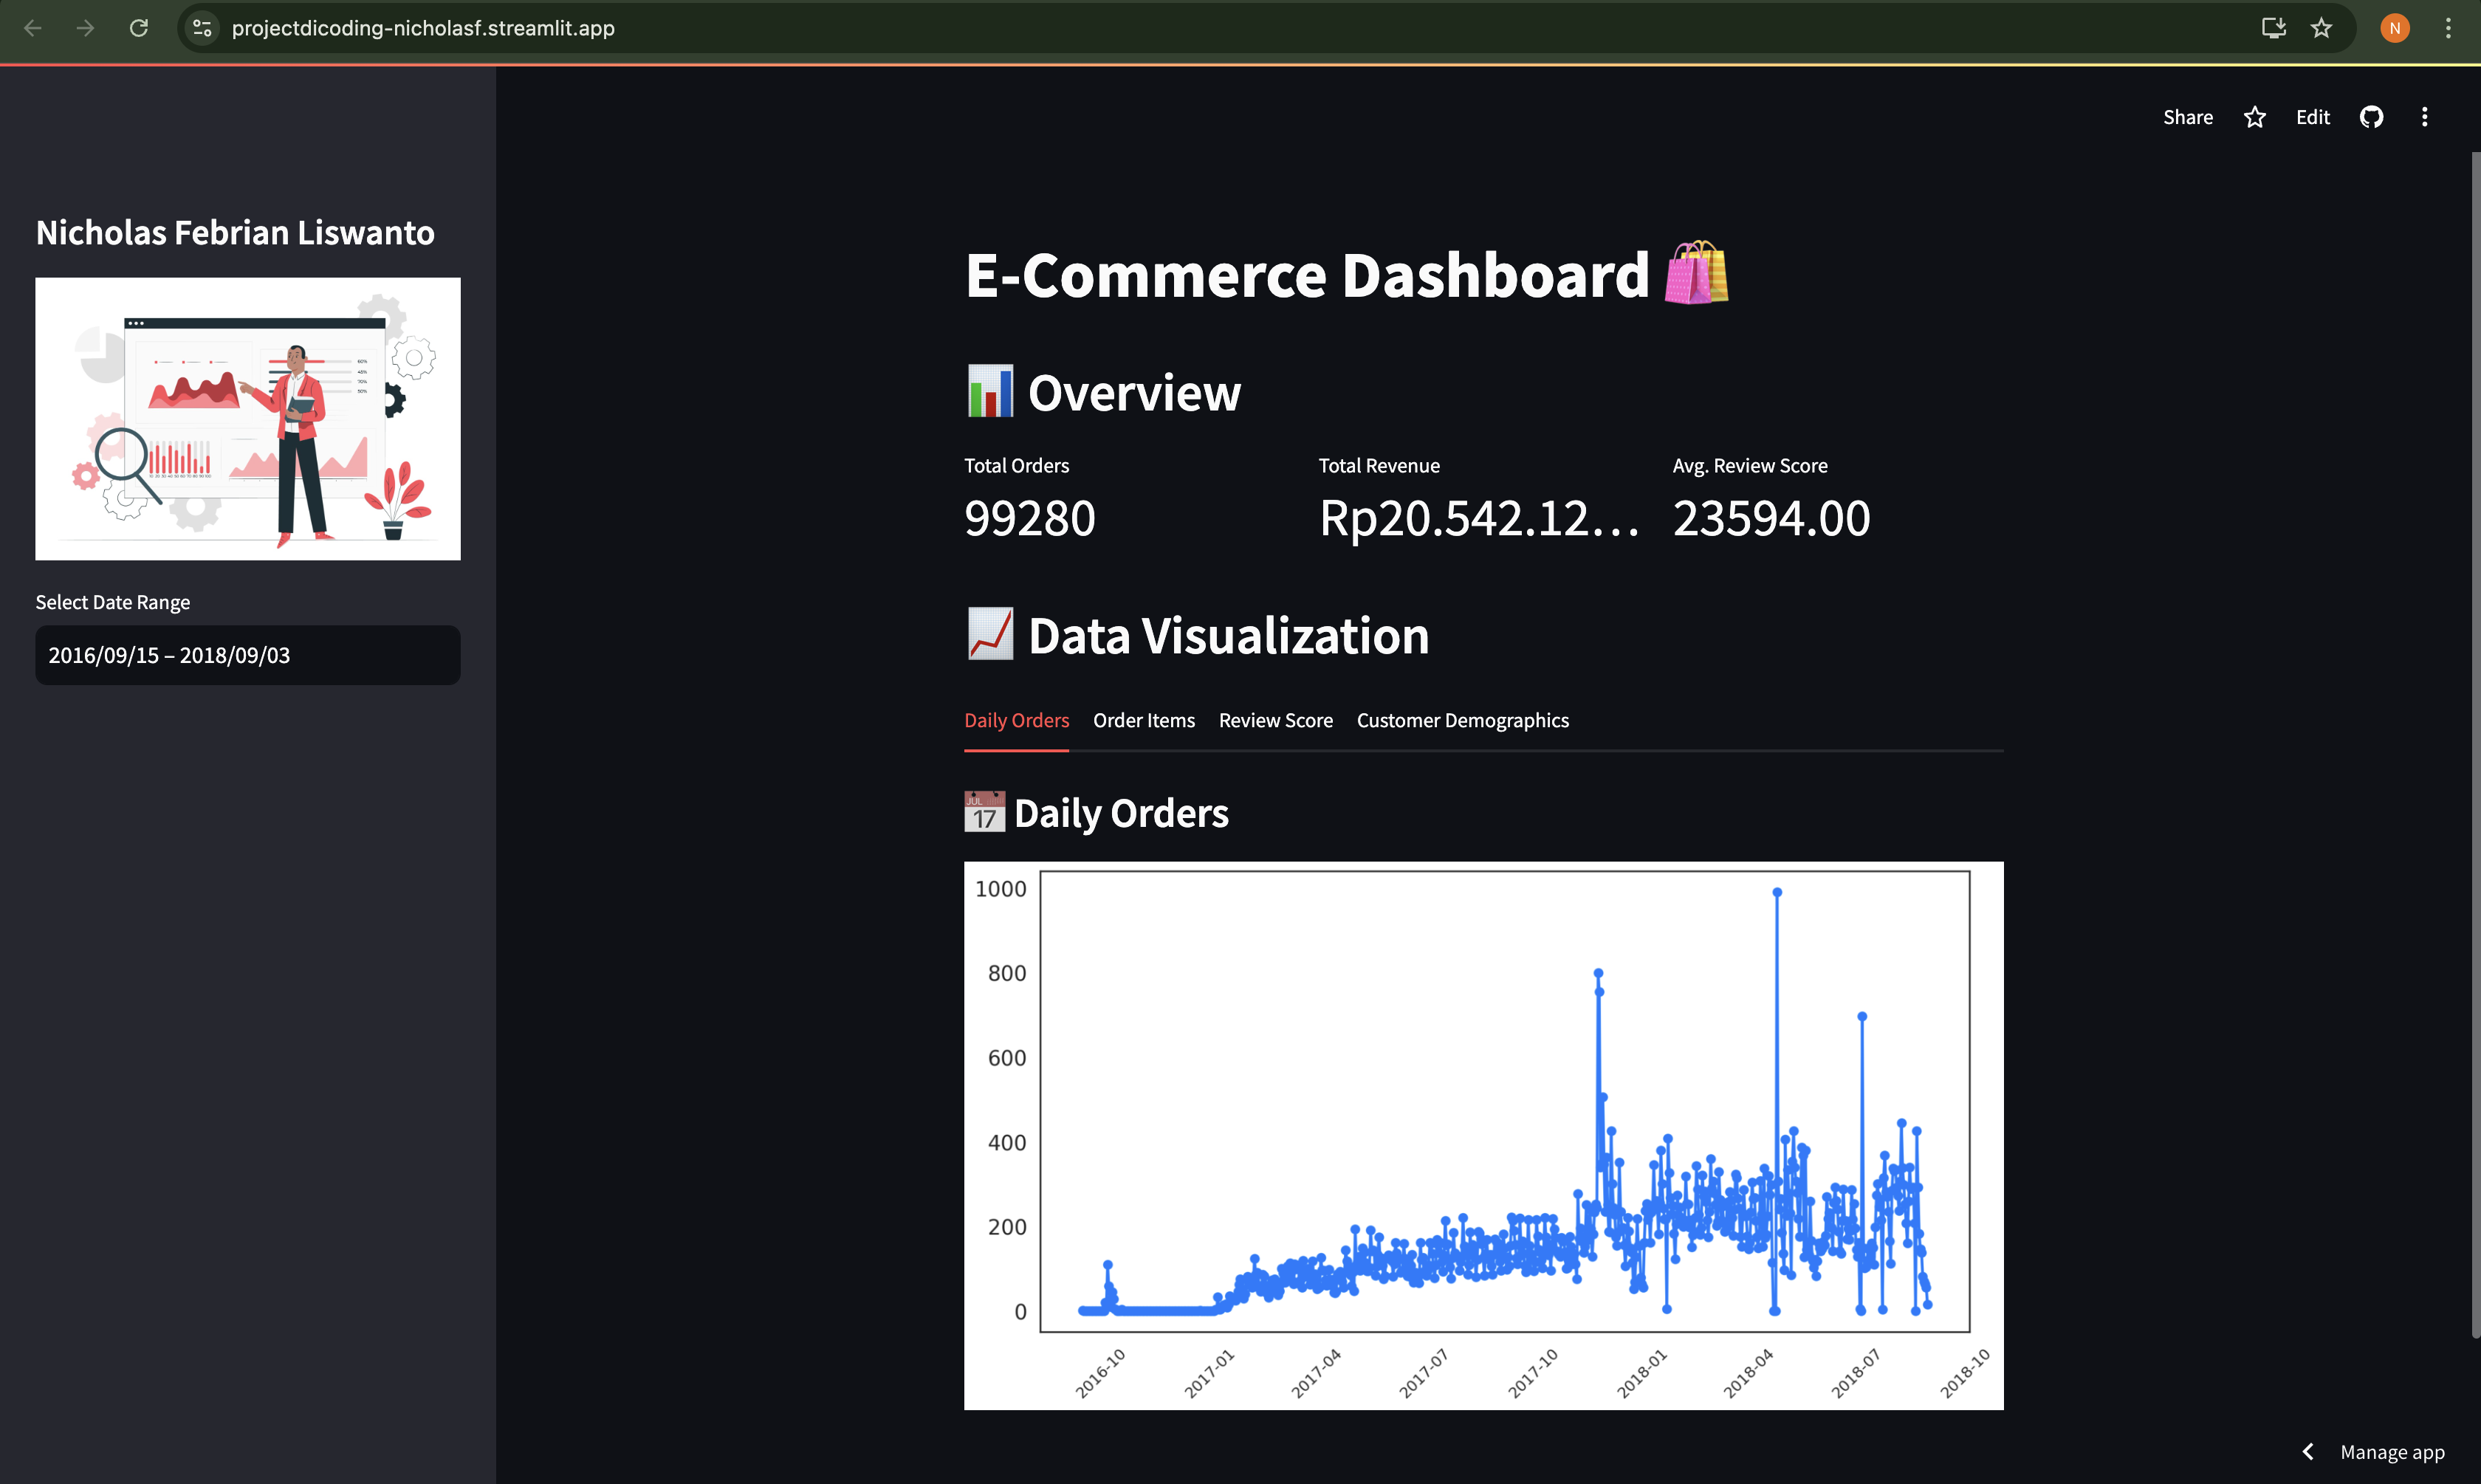 projectdicoding-nicholasf.streamlit.app
N
Share
Edit
Nicholas Febrian Liswanto
Select Date Range
2016/09/15 – 2018/09/03
E-Commerce Dashboard 🛍️
📊 Overview
Total Orders
Total Revenue
Avg. Review Score
99280
Rp20.542.12...
23594.00
📈 Data Visualization
Daily Orders
Order Items
Review Score
Customer Demographics
JUL
17
Daily Orders
1000
800
600
400
200
0
2016-10
2017-01
2017-04
2017-07
2017-10
2018-01
2018-04
2018-07
2018-10
Manage app